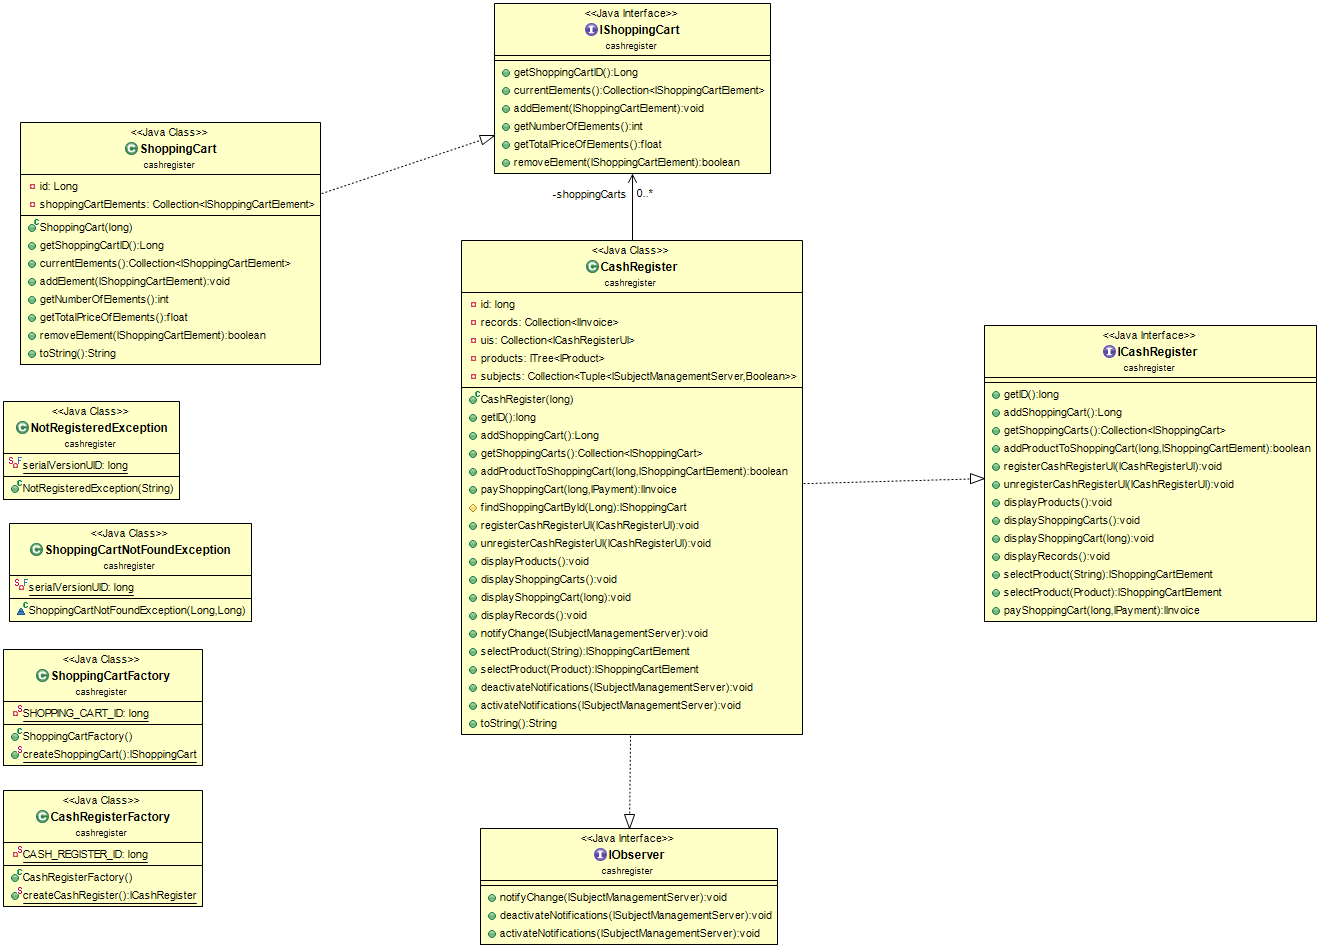 <<Java Interface>>
IShoppingCart
cashregister
getShoppingCartID():Long
currentElements():Collection<IShoppingCartElement>
addElement(IShoppingCartElement):void
getNumberOfElements():int
getTotalPriceOfElements():float
removeElement(IShoppingCartElement):boolean
<<Java Class>>
ShoppingCart
cashregister
id: Long
shoppingCartElements: Collection<IShoppingCartElement>
ShoppingCart(long)
getShoppingCartID():Long
currentElements():Collection<IShoppingCartElement>
addElement(IShoppingCartElement):void
getNumberOfElements():int
getTotalPriceOfElements():float
removeElement(IShoppingCartElement):boolean
toString():String
-shoppingCarts 0..*
<<Java Class>>
CashRegister
cashregister
id: long
records: Collection<IInvoice>
uis: Collection<ICashRegisterUI>
products: ITree<IProduct>
subjects: Collection<Tuple<ISubjectManagementServer,Boolean>>
CashRegister(long)
getID():long
addShoppingCart():Long
getShoppingCarts():Collection<IShoppingCart>
addProductToShoppingCart(long,IShoppingCartElement):boolean
payShoppingCart(long,IPayment):IInvoice
findShoppingCartById(Long):IShoppingCart
registerCashRegisterUI(ICashRegisterUI):void
unregisterCashRegisterUI(ICashRegisterUI):void
displayProducts():void
displayShoppingCarts():void
displayShoppingCart(long):void
displayRecords():void
notifyChange(ISubjectManagementServer):void
selectProduct(String):IShoppingCartElement
selectProduct(Product):IShoppingCartElement
deactivateNotifications(ISubjectManagementServer):void
activateNotifications(ISubjectManagementServer):void
toString():String
<<Java Interface>>
ICashRegister
cashregister
getID():long
addShoppingCart():Long
getShoppingCarts():Collection<IShoppingCart>
addProductToShoppingCart(long,IShoppingCartElement):boolean
registerCashRegisterUI(ICashRegisterUI):void
unregisterCashRegisterUI(ICashRegisterUI):void
displayProducts():void
displayShoppingCarts():void
displayShoppingCart(long):void
displayRecords():void
selectProduct(String):IShoppingCartElement
selectProduct(Product):IShoppingCartElement
payShoppingCart(long,IPayment):IInvoice
<<Java Class>>
NotRegisteredException
cashregister
serialVersionUID: long
NotRegisteredException(String)
<<Java Class>>
ShoppingCartNotFoundException
cashregister
serialVersionUID: long
ShoppingCartNotFoundException(Long,Long)
<<Java Class>>
ShoppingCartFactory
cashregister
SHOPPING_CART_ID: long
ShoppingCartFactory()
createShoppingCart():IShoppingCart
<<Java Class>>
CashRegisterFactory
cashregister
CASH_REGISTER_ID: long
CashRegisterFactory()
createCashRegister():ICashRegister
<<Java Interface>>
IObserver
cashregister
notifyChange(ISubjectManagementServer):void
deactivateNotifications(ISubjectManagementServer):void
activateNotifications(ISubjectManagementServer):void